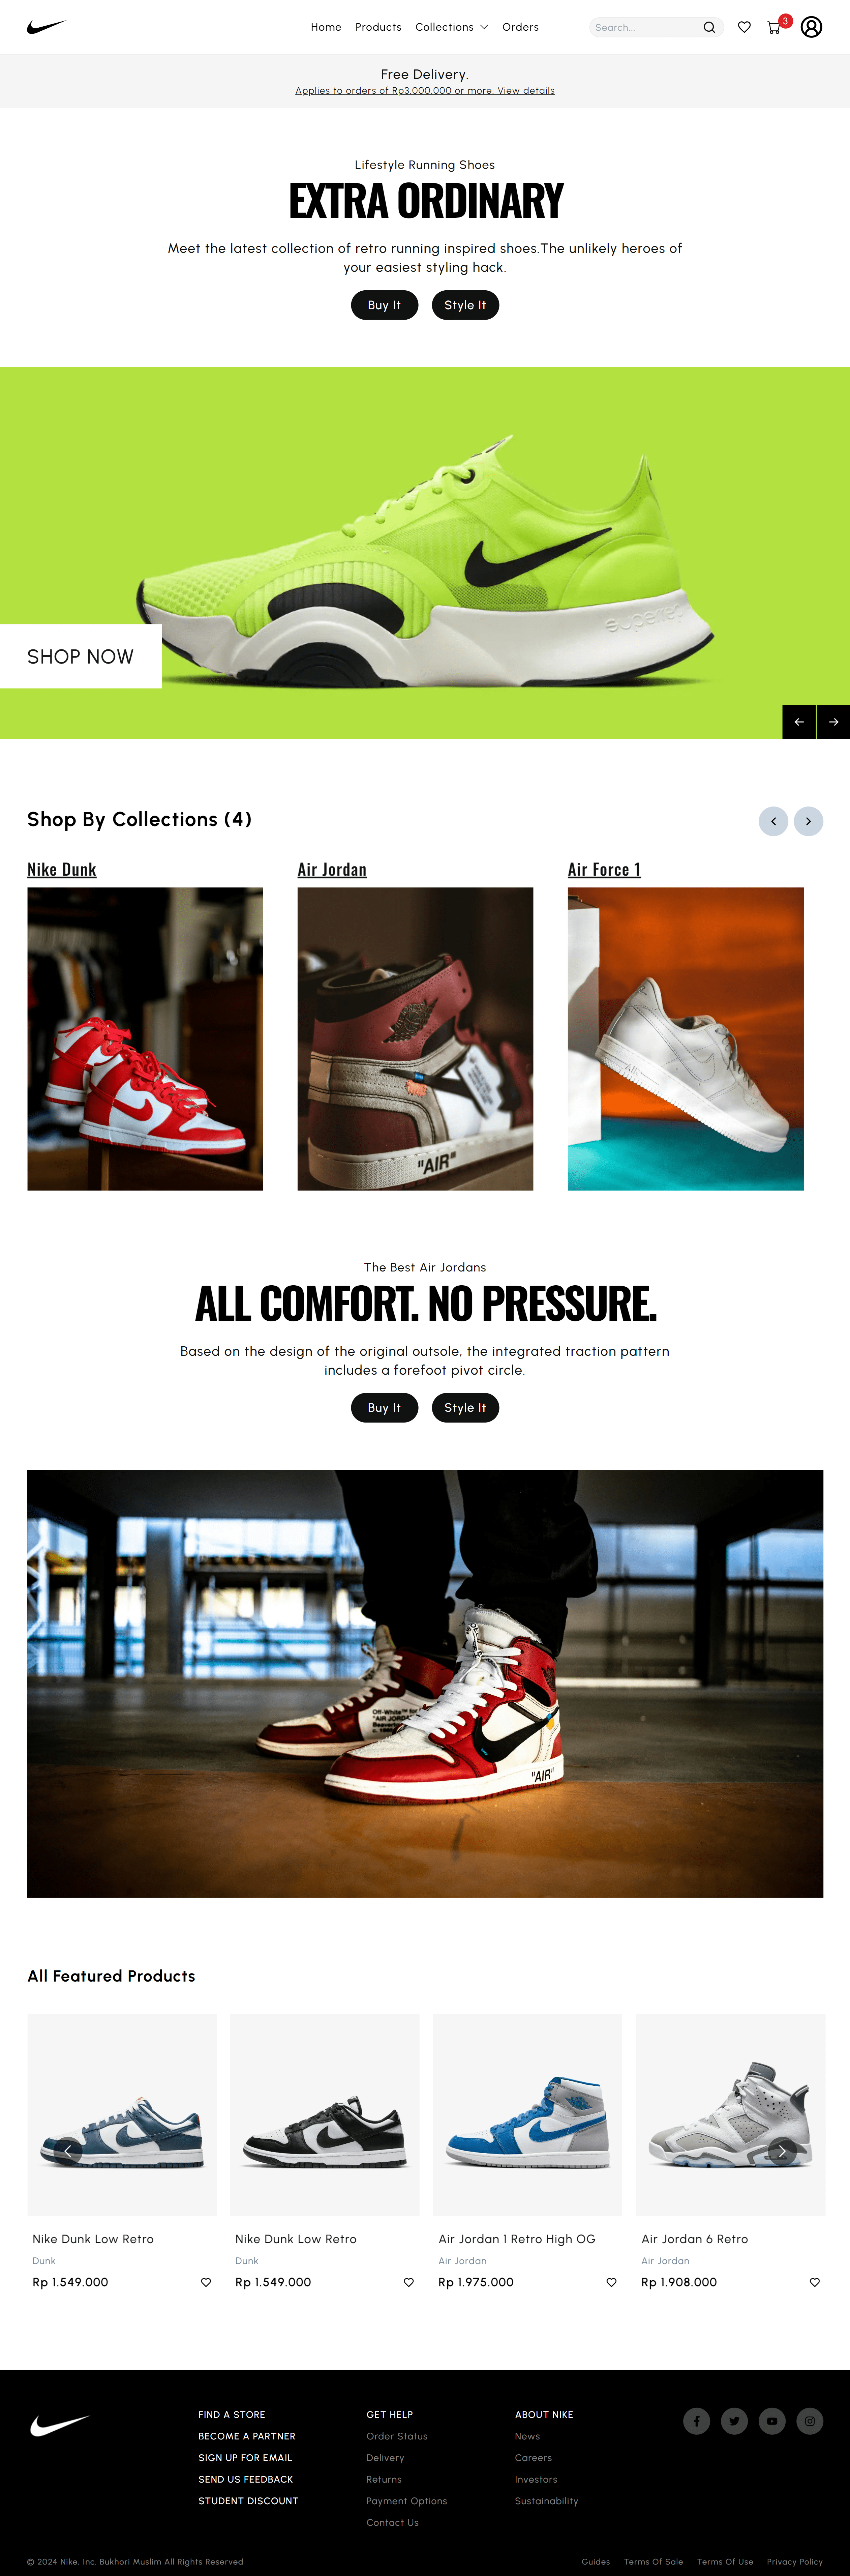 Home Products Collections Orders Search... 3
Free Delivery.
Applies to orders of Rp3.000.000 or more. View details
Lifestyle Running Shoes
EXTRA ORDINARY
Meet the latest collection of retro running inspired shoes.The unlikely heroes of
your easiest styling hack.
Buy It Style It
superrep
SHOP NOW
Shop By Collections (4)
Nike Dunk Air Jordan Air Force 1
"AIR"
AIR
The Best Air Jordans
ALL COMFORT. NO PRESSURE.
Based on the design of the original outsole, the integrated traction pattern
includes a forefoot pivot circle.
Buy It Style It
Off-White™ for
"AIR JORDAN
"AIR"
All Featured Products
Nike Dunk Low Retro
Dunk
Rp 1.549.000
Nike Dunk Low Retro
Dunk
Rp 1.549.000
Air Jordan 1 Retro High OG
Air Jordan
Rp 1.975.000
Air Jordan 6 Retro
Air Jordan
Rp 1.908.000
FIND A STORE
BECOME A PARTNER
SIGN UP FOR EMAIL
SEND US FEEDBACK
STUDENT DISCOUNT
GET HELP
Order Status
Delivery
Returns
Payment Options
Contact Us
ABOUT NIKE
News
Careers
Investors
Sustainability
© 2024 Nike, Inc. Bukhori Muslim All Rights Reserved
Guides Terms Of Sale Terms Of Use Privacy Policy